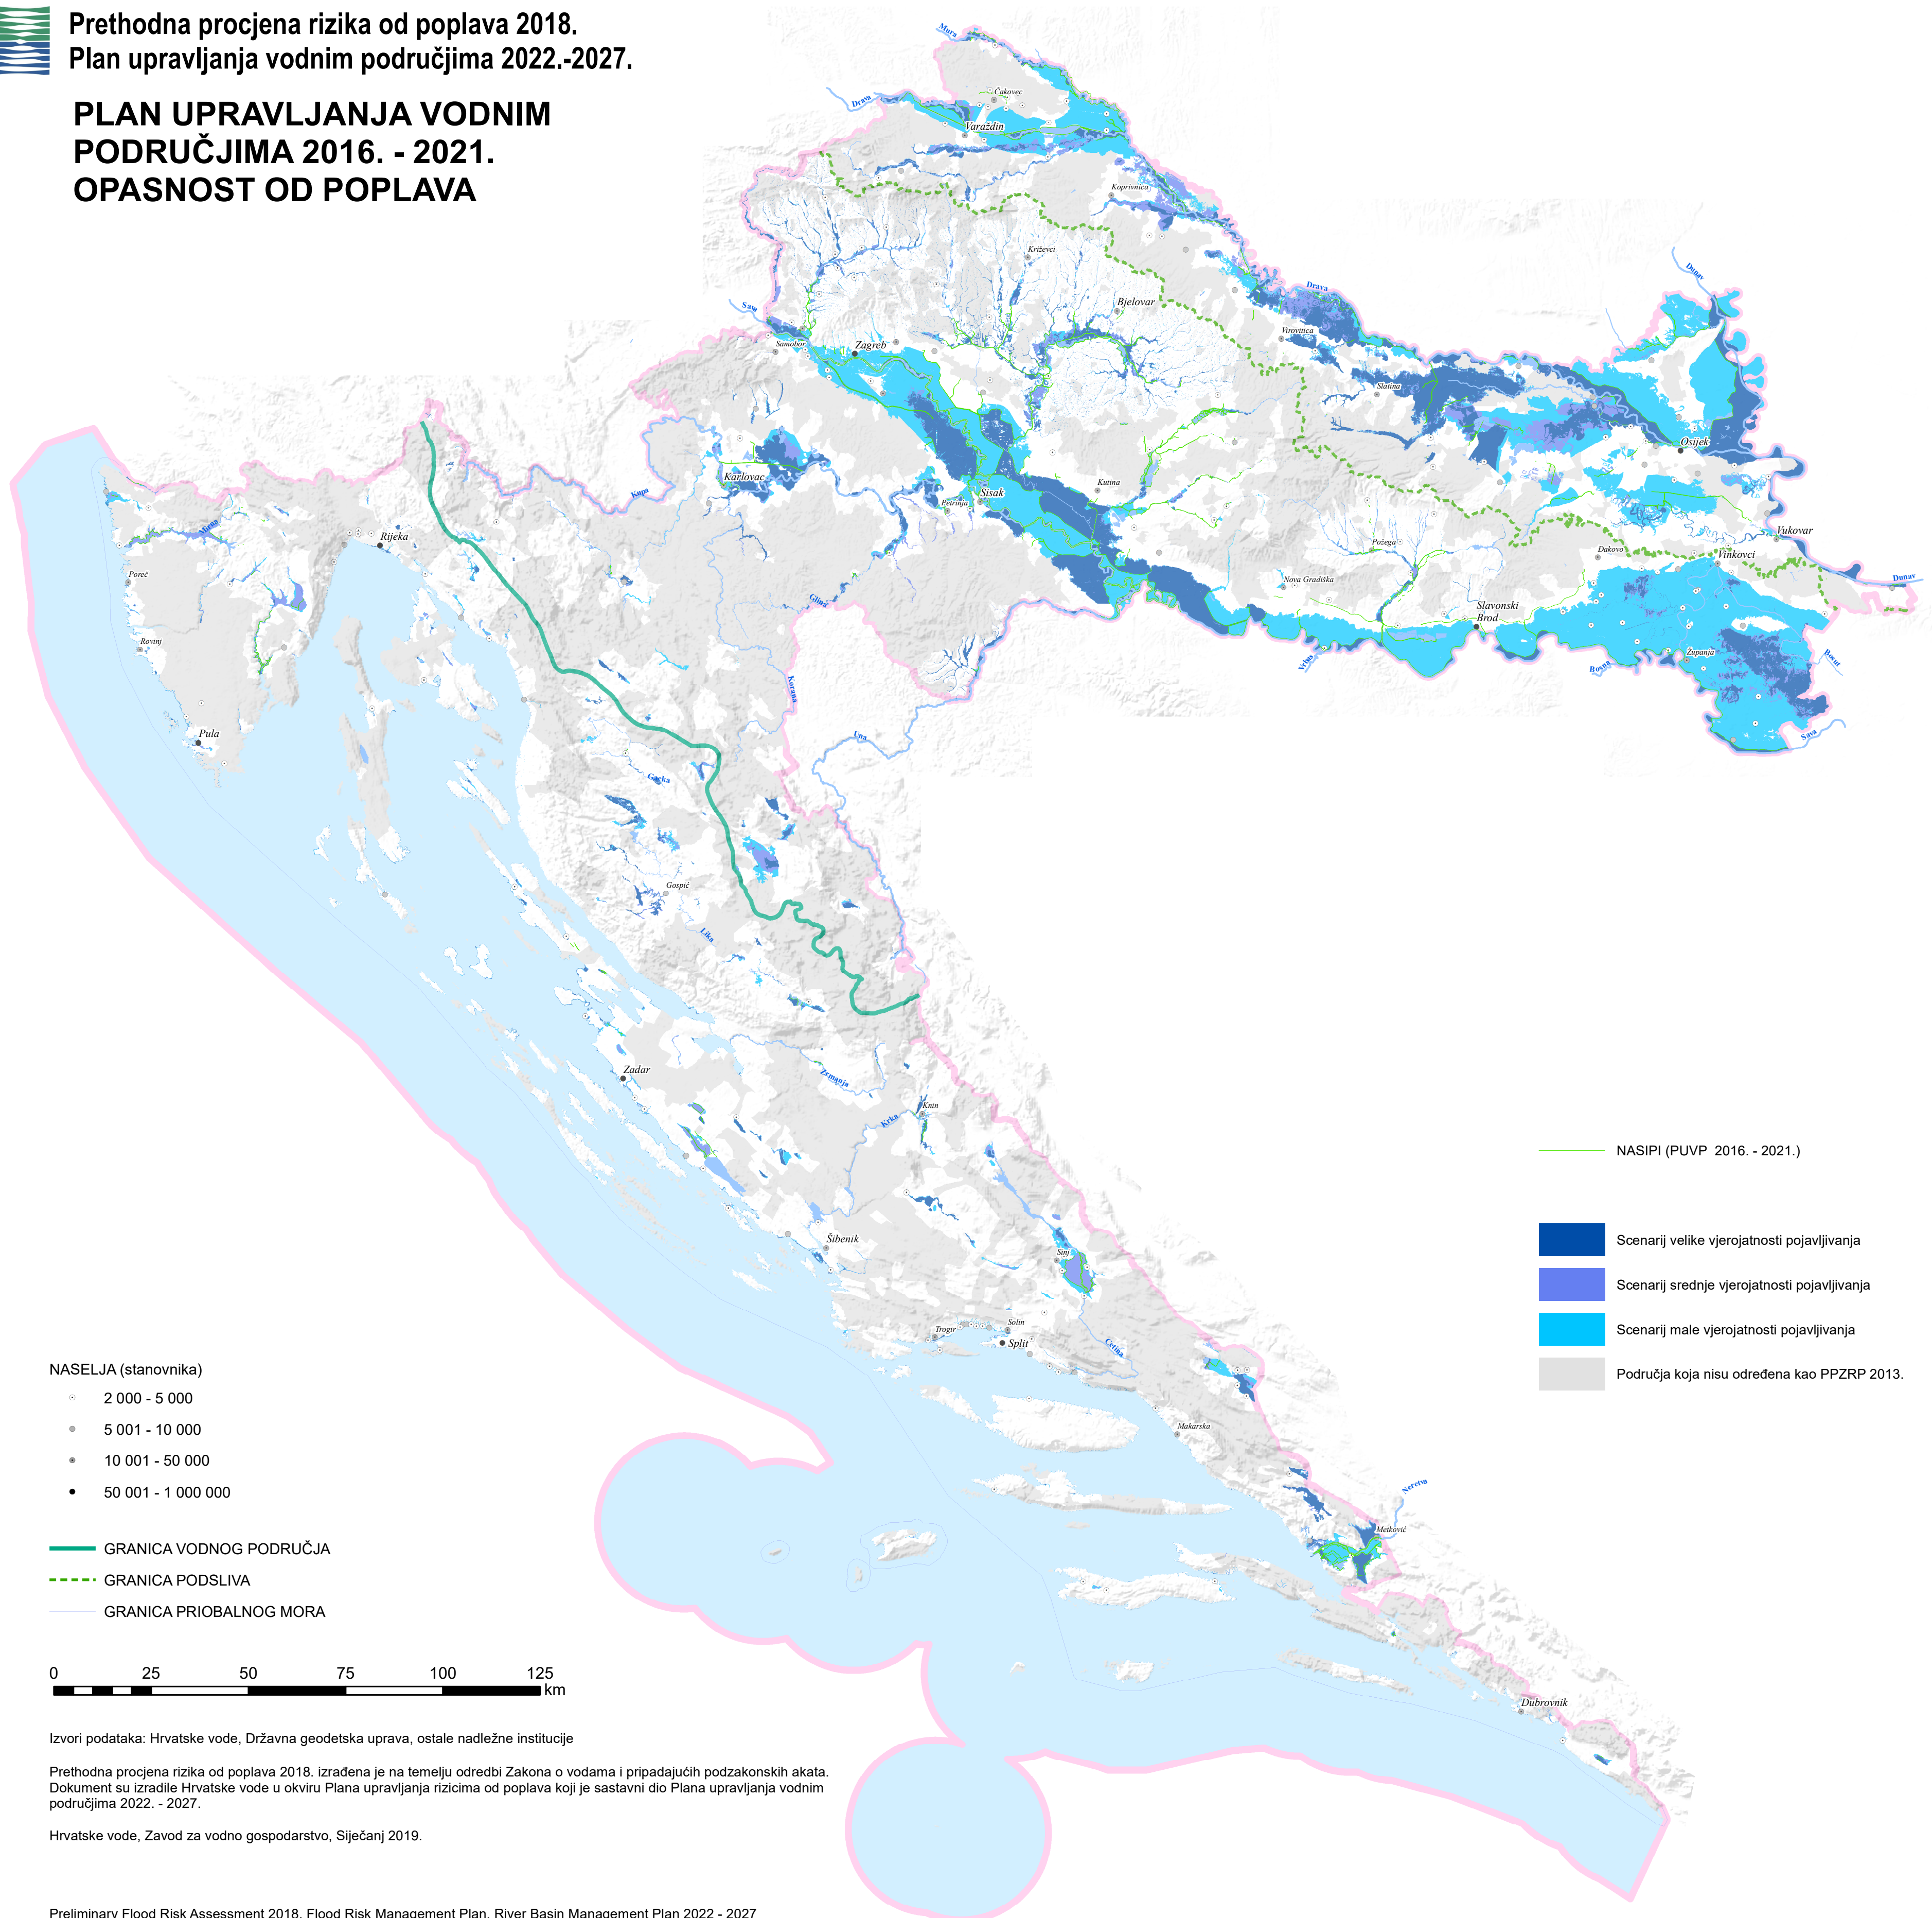 Prethodna procjena rizika od poplava 2018.
Plan upravljanja vodnim područjima 2022.-2027.
PLAN UPRAVLJANJA VODNIM
PODRUČJIMA 2016. - 2021.
OPASNOST OD POPLAVA
Mura
Čakovec
Drava
Varaždin
Koprivnica
Križevci
Bjelovar
Drava
Dunav
Sava
Samobor
Zagreb
Virovitica
Slatina
Osijek
Karlovac
Kupa
Petrinja
Sisak
Kutina
Mirna
Rijeka
Vukovar
Požega
Đakovo
Vinkovci
Poreč
Nova Gradiška
Dunav
Glina
Slavonski
Brod
Rovinj
Županja
Vrbas
Bosna
Bosut
Korana
Pula
Una
Sava
Gacka
Gospić
Lika
Zadar
Zrmanja
Knin
Krka
Šibenik
Sinj
Trogir
Solin
Split
Cetina
Makarska
Neretva
Metković
Dubrovnik
NASIPI (PUVP 2016. - 2021.)
Scenarij velike vjerojatnosti pojavljivanja
Scenarij srednje vjerojatnosti pojavljivanja
Scenarij male vjerojatnosti pojavljivanja
Područja koja nisu određena kao PPZRP 2013.
NASELJA (stanovnika)
2 000 - 5 000
5 001 - 10 000
10 001 - 50 000
50 001 - 1 000 000
GRANICA VODNOG PODRUČJA
GRANICA PODSLIVA
GRANICA PRIOBALNOG MORA
0 25 50 75 100 125
km
Izvori podataka: Hrvatske vode, Državna geodetska uprava, ostale nadležne institucije
Prethodna procjena rizika od poplava 2018. izrađena je na temelju odredbi Zakona o vodama i pripadajućih podzakonskih akata.
Dokument su izradile Hrvatske vode u okviru Plana upravljanja rizicima od poplava koji je sastavni dio Plana upravljanja vodnim
područjima 2022. - 2027.
Hrvatske vode, Zavod za vodno gospodarstvo, Siječanj 2019.
Preliminary Flood Risk Assessment 2018, Flood Risk Management Plan, River Basin Management Plan 2022 - 2027